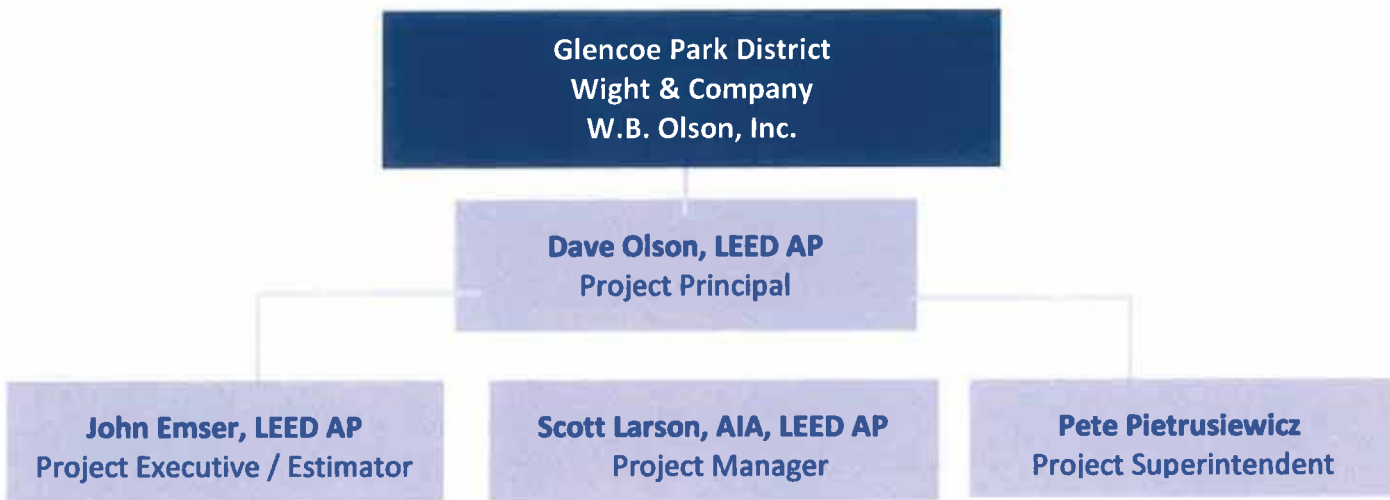 Glencoe Park District
Wight & Company
W.B. Olson, Inc.
Dave Olson, LEED AP
Project Principal
John Emser, LEED AP
Project Executive / Estimator
Scott Larson, AIA, LEED AP
Project Manager
Pete Pietrusiewicz
Project Superintendent